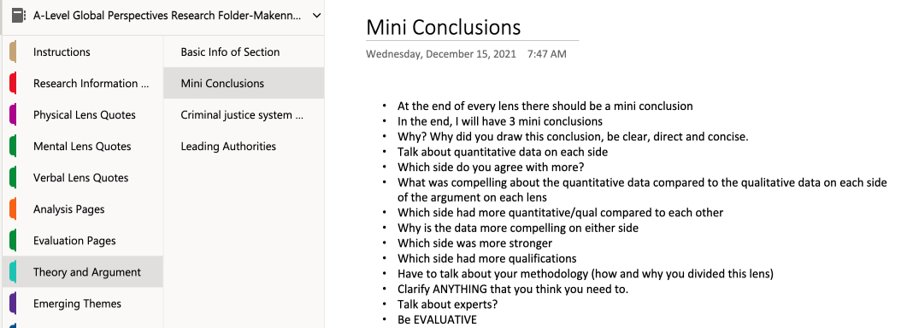 A-Level Global Perspectives Research Folder-Makenn...
Instructions
Research Information ...
Physical Lens Quotes
Mental Lens Quotes
Verbal Lens Quotes
Analysis Pages
Evaluation Pages
Theory and Argument
Emerging Themes
Basic Info of Section
Mini Conclusions
Criminal justice system ...
Leading Authorities
Mini Conclusions
Wednesday, December 15, 2021 7:47 AM
• At the end of every lens there should be a mini conclusion
• In the end, I will have 3 mini conclusions
• Why? Why did you draw this conclusion, be clear, direct and concise.
• Talk about quantitative data on each side
• Which side do you agree with more?
• What was compelling about the quantitative data compared to the qualitative data on each side
of the argument on each lens
• Which side had more quantitative/qual compared to each other
• Why is the data more compelling on either side
• Which side was more stronger
• Which side had more qualifications
• Have to talk about your methodology (how and why you divided this lens)
• Clarify ANYTHING that you think you need to.
• Talk about experts?
• Be EVALUATIVE